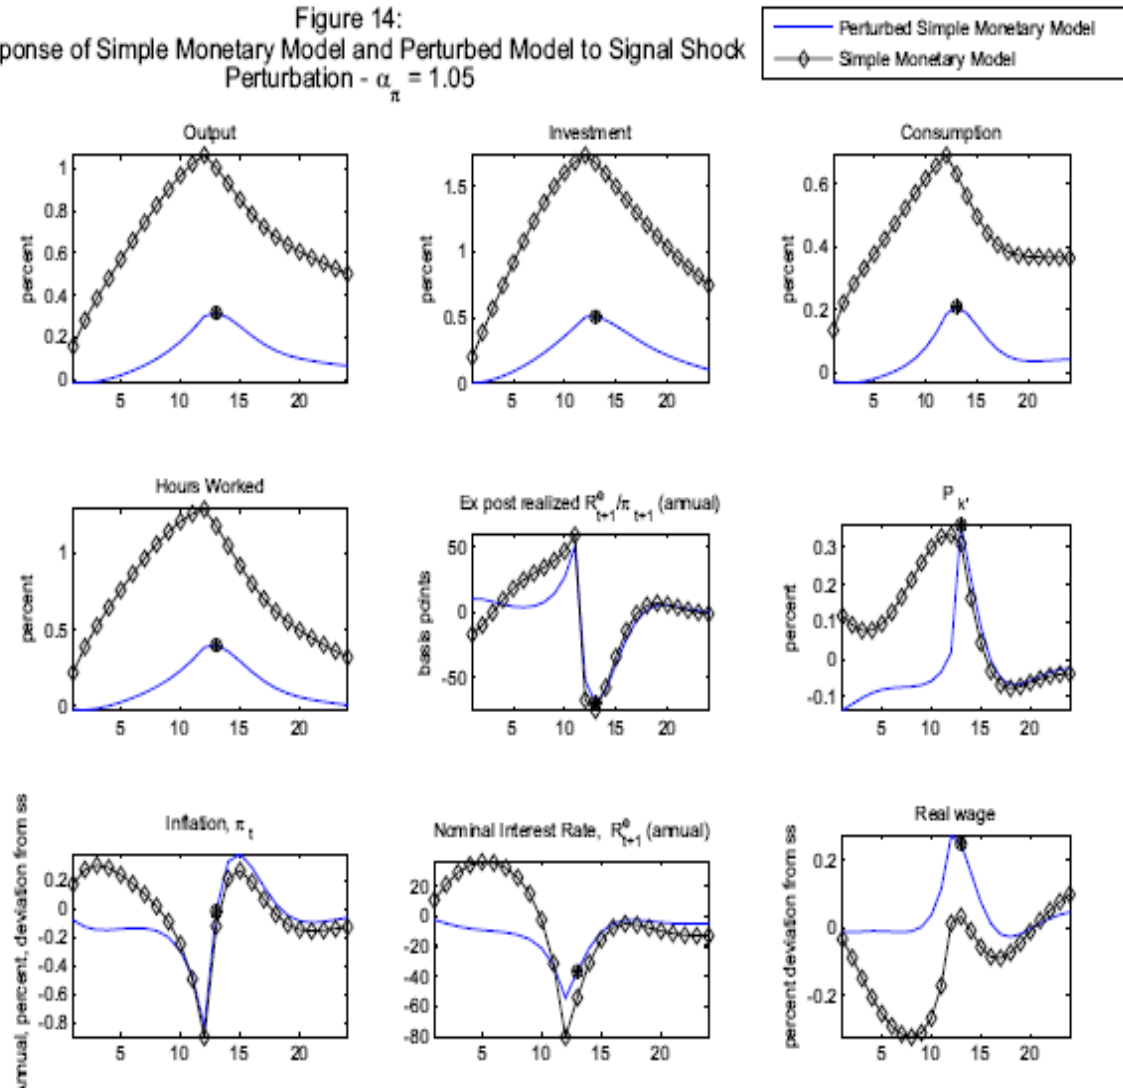 Figure 14:
ponse of Simple Monetary Model and Perturbed Model to Signal Shock
Perturbation - α_π = 1.05
Perturbed Simple Monetary Model
Simple Monetary Model
Output
Investment
Consumption
percent
1
0.8
0.6
0.4
0.2
0
5 10 15 20
percent
1.5
1
0.5
0
5 10 15 20
percent
0.6
0.4
0.2
0
5 10 15 20
Hours Worked
Ex post realized R^e_{t+1}/π_{t+1} (annual)
P_{k'}
percent
1
0.5
0
5 10 15 20
basis points
50
0
-50
5 10 15 20
percent
0.3
0.2
0.1
0
-0.1
5 10 15 20
Inflation, π_t
Nominal Interest Rate, R^e_{t+1} (annual)
Real wage
nnual, percent, deviation from ss
0.2
0
-0.2
-0.4
-0.6
-0.8
5 10 15 20
20
0
-20
-40
-60
-80
5 10 15 20
percent deviation from ss
0.2
0
-0.2
5 10 15 20